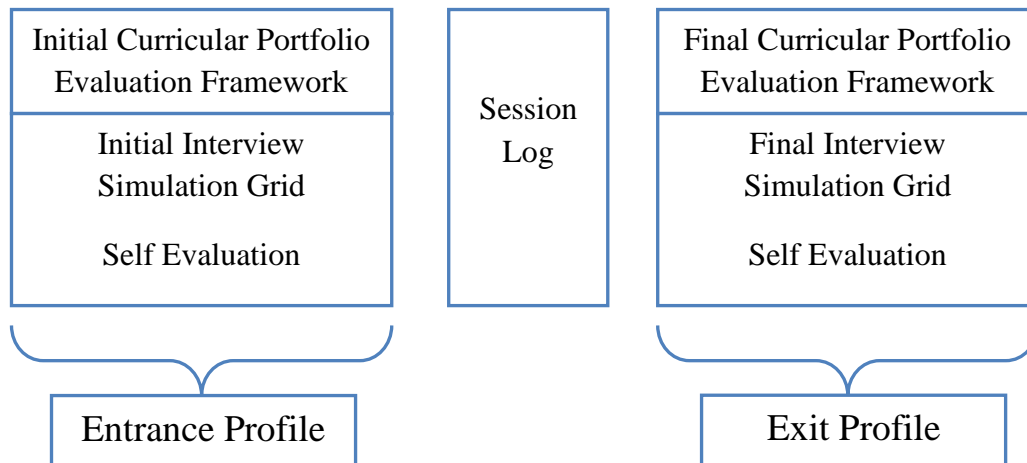 Initial Curricular Portfolio
Evaluation Framework
Initial Interview
Simulation Grid
Self Evaluation
Session
Log
Final Curricular Portfolio
Evaluation Framework
Final Interview
Simulation Grid
Self Evaluation
Entrance Profile
Exit Profile